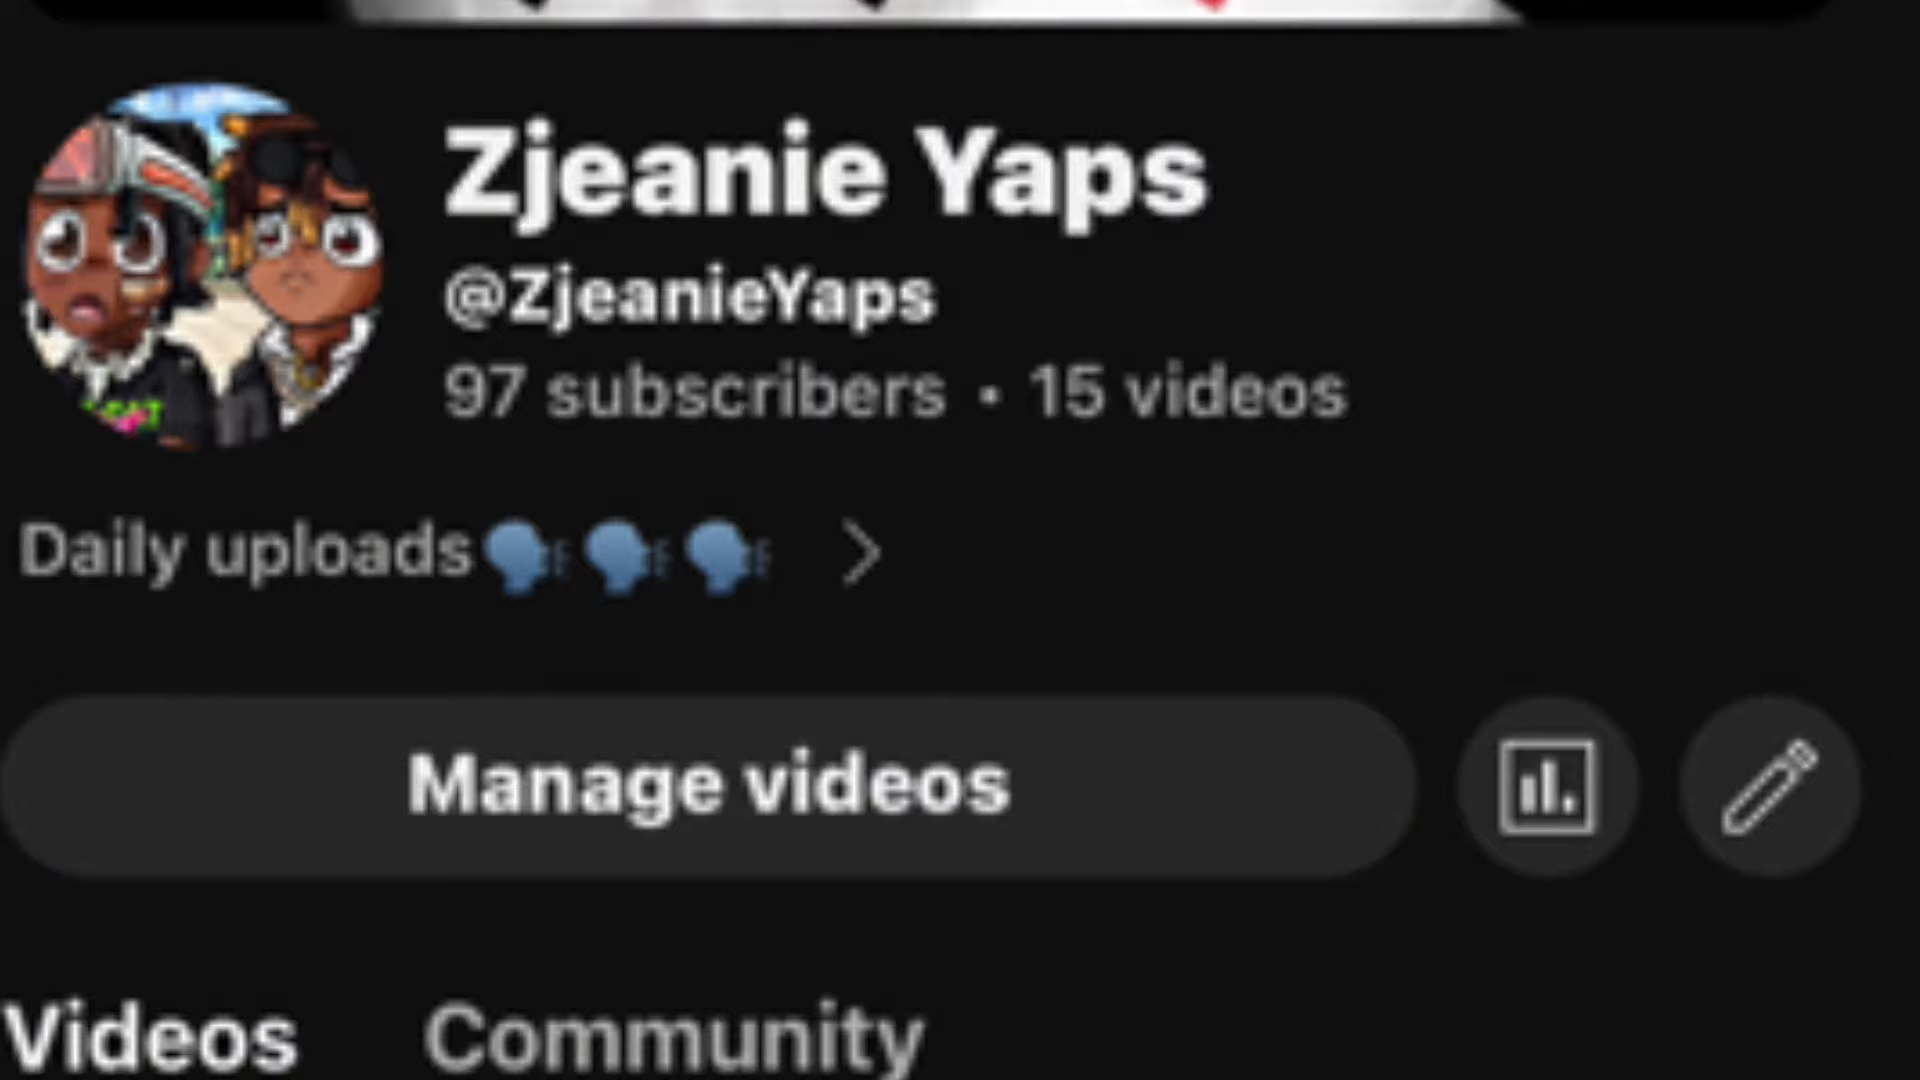 Zjeanie Yaps
@ZjeanieYaps
97 subscribers • 15 videos
Daily uploads🗣️🗣️🗣️ >
Manage videos
Videos
Community